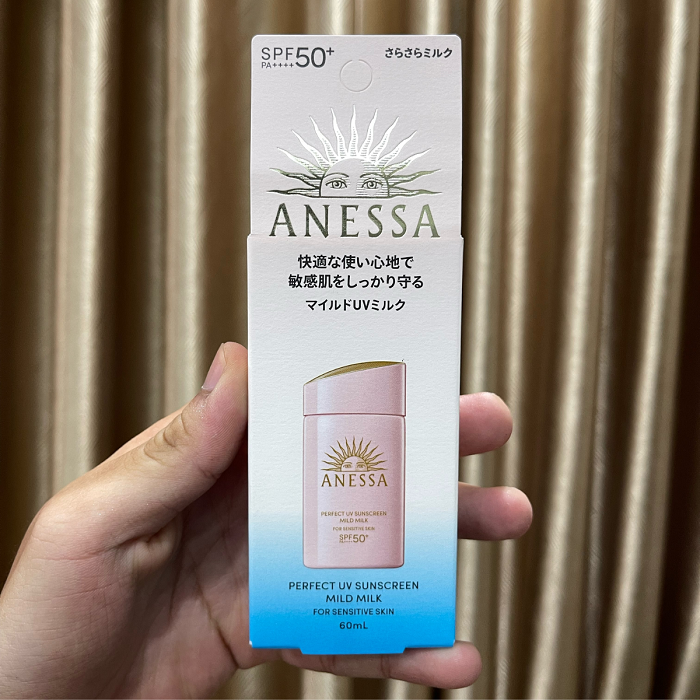 SPF50+
PA++++
さらさらミルク
ANESSA
快適な使い心地で
敏感肌をしっかり守る
マイルドUVミルク
ANESSA
PERFECT UV SUNSCREEN
MILD MILK
FOR SENSITIVE SKIN
SPF50+
PERFECT UV SUNSCREEN
MILD MILK
FOR SENSITIVE SKIN
60mL